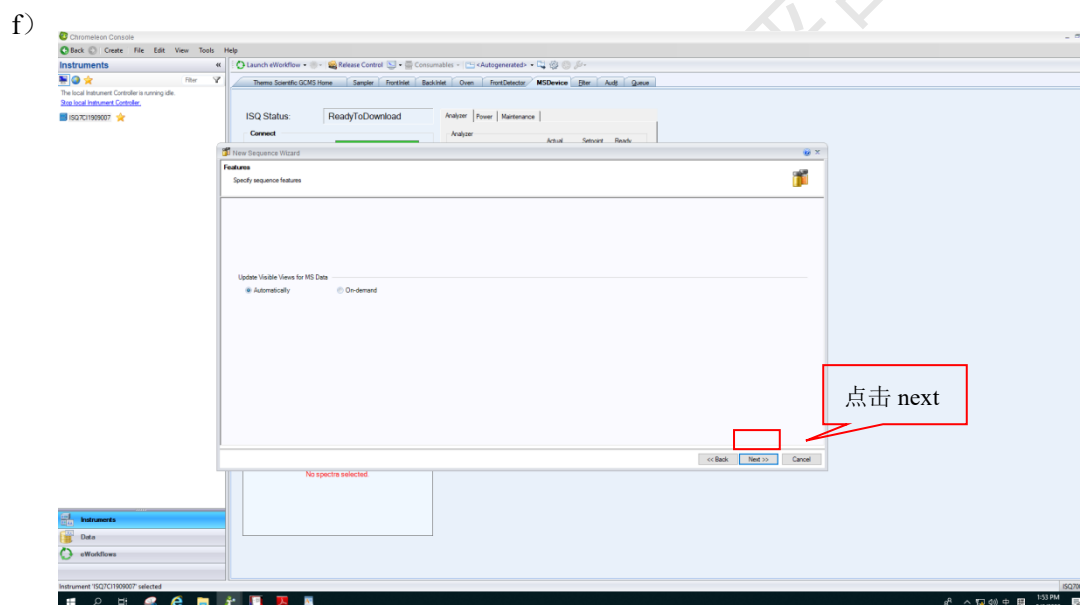 f）
Chromeleon Console
Back Create File Edit View Tools Help
Instruments «
Launch eWorkflow Release Control Consumables <Autogenerated>
Filter
Thermo Scientific GCMS Home Sampler FrontInlet BackInlet Oven FrontDetector MSDevice Filter Audit Queue
The local Instrument Controller is running idle.
Stop local Instrument Controller.
ISQ7CI1909007
ISQ Status: ReadyToDownload
Analyzer Power Maintenance
Connect
Analyzer
Actual Setpoint Ready
New Sequence Wizard
Features
Specify sequence features
Update Visible Views for MS Data
Automatically On-demand
点击 next
<< Back Next >> Cancel
No spectra selected.
Instruments
Data
eWorkflows
Instrument 'ISQ7CI1909007' selected
1:53 PM